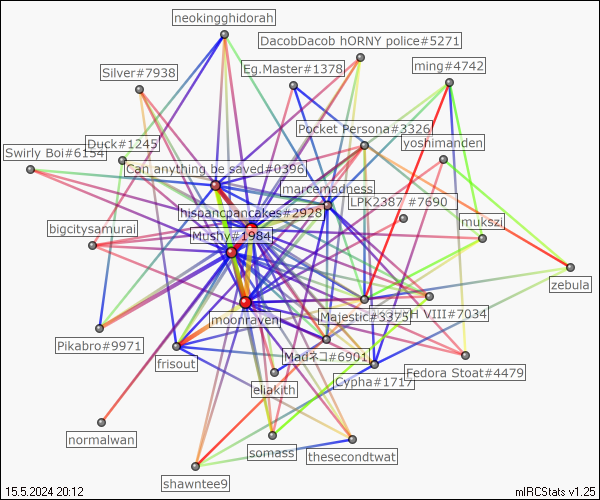 neokingghidorah
DacobDacob hORNY police#5271
Silver#7938
Eg.Master#1378
ming#4742
Pocket Persona#3326
Duck#1245
yoshimanden
Swirly Boi#6154
Can anything be saved#0396
marcemadness
LPK2387 #7690
hispancpancakes#2928
mukszi
bigcitysamurai
Mushy#1984
zebula
moonraven
Majestic#3375
H VIII#7034
Pikabro#9971
frisout
Madネコ#6901
Cypha#1717
Fedora Stoat#4479
eliakith
normalwan
somass
thesecondtwat
shawntee9
15.5.2024 20:12
mIRCStats v1.25